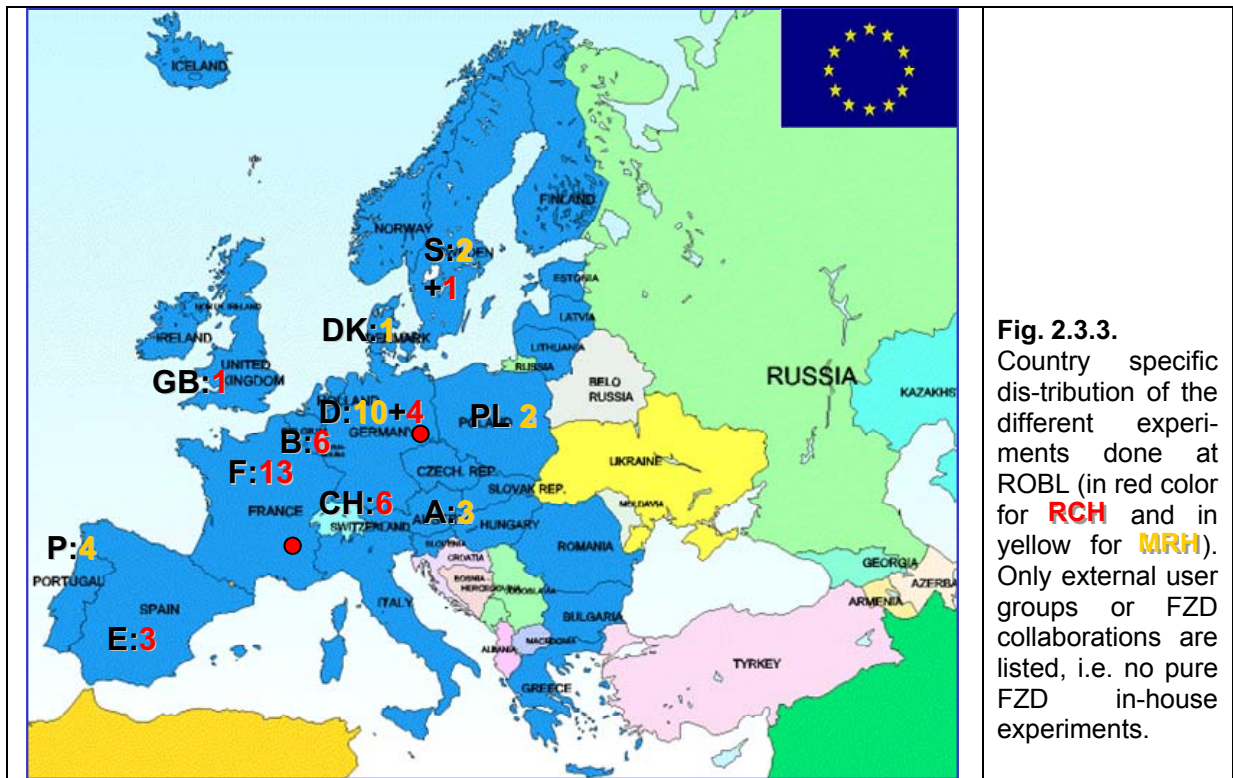 ICELAND
FINLAND
NORWAY
S:2
+1
ESTONIA
LATVIA
LITHUANIA
RUSSIA
DK:1
IRELAND
UNITED
KINGDOM
GB:1
BELO
RUSSIA
RUSSIA
KAZAKHS
D:10+4
GERMANY
PL 2
B:6
F:13
CZECH. REP.
SLOVAK REP.
UKRAINE
MOLDAVIA
FRANCE
CH:6
SWITZERLAND
A:3
HUNGARY
SLOVENIA
CROATIA
BOSNIA-
HERCEGOVINA
ROMANIA
P:4
PORTUGAL
SPAIN
E:3
ITALY
BULGARIA
MACEDONIA
ALBANIA
GREECE
TYRKEY
GEORGIA
ARMENIA
AZERBA
Fig. 2.3.3.
Country specific
dis-tribution of the
different experi-
ments done at
ROBL (in red color
for RCH and in
yellow for MRH).
Only external user
groups or FZD
collaborations are
listed, i.e. no pure
FZD in-house
experiments.